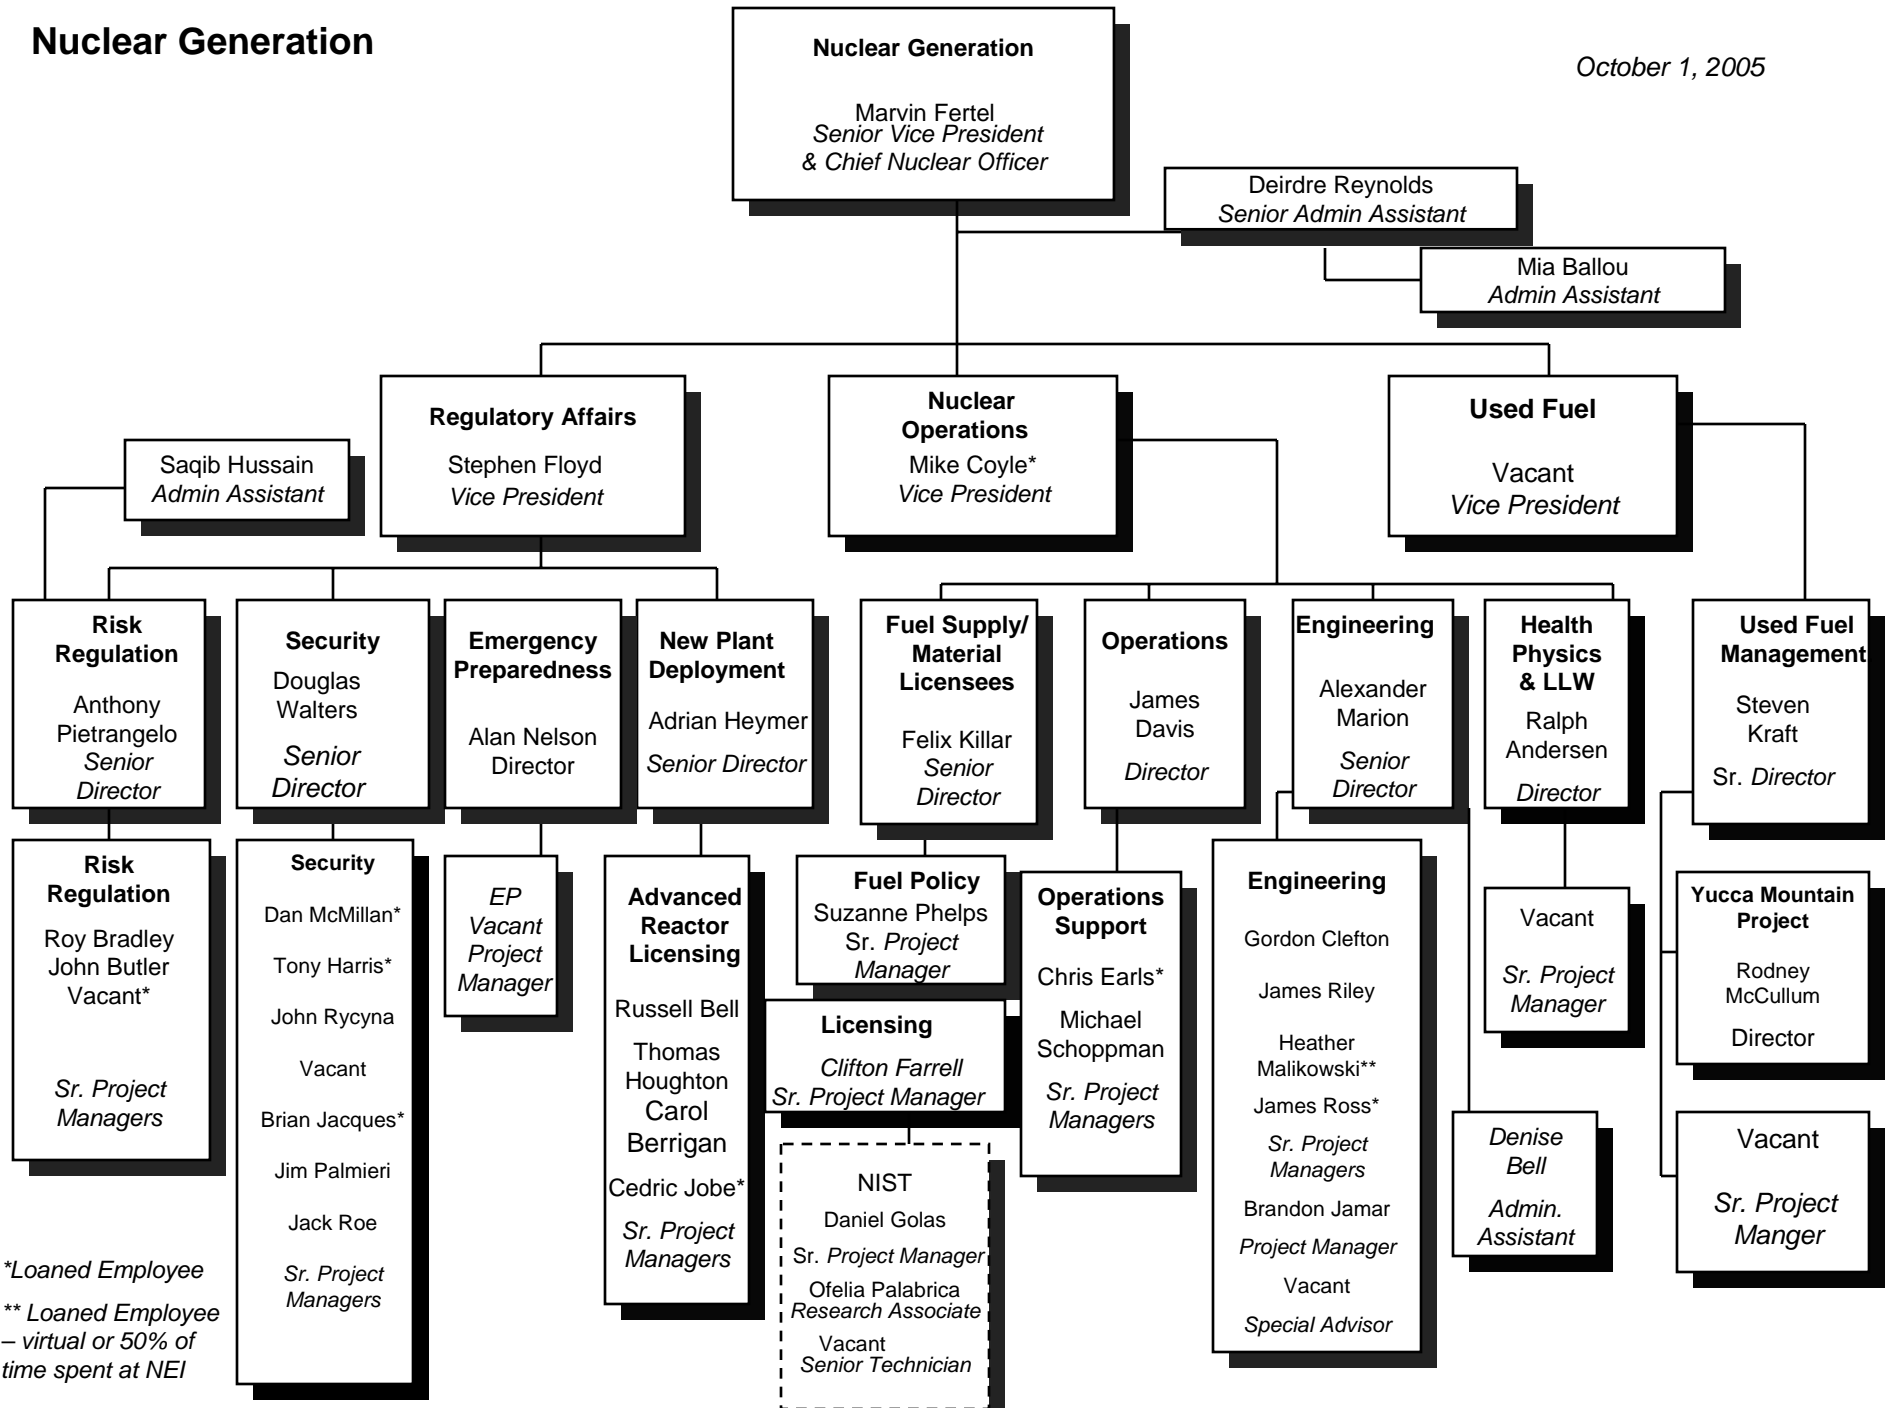 Nuclear Generation
October 1, 2005
Nuclear Generation
Marvin Fertel
Senior Vice President
& Chief Nuclear Officer
Deirdre Reynolds
Senior Admin Assistant
Mia Ballou
Admin Assistant
Regulatory Affairs
Stephen Floyd
Vice President
Nuclear
Operations
Mike Coyle*
Vice President
Used Fuel
Vacant
Vice President
Saqib Hussain
Admin Assistant
Risk
Regulation
Anthony
Pietrangelo
Senior
Director
Security
Douglas
Walters
Senior
Director
Emergency
Preparedness
Alan Nelson
Director
New Plant
Deployment
Adrian Heymer
Senior Director
Fuel Supply/
Material
Licensees
Felix Killar
Senior
Director
Operations
James
Davis
Director
Engineering
Alexander
Marion
Senior
Director
Health
Physics
& LLW
Ralph
Andersen
Director
Used Fuel
Management
Steven
Kraft
Sr. Director
Risk
Regulation
Roy Bradley
John Butler
Vacant*
Sr. Project
Managers
Security
Dan McMillan*
Tony Harris*
John Rycyna
Vacant
Brian Jacques*
Jim Palmieri
Jack Roe
Sr. Project
Managers
EP
Vacant
Project
Manager
Advanced
Reactor
Licensing
Russell Bell
Thomas
Houghton
Carol
Berrigan
Cedric Jobe*
Sr. Project
Managers
Fuel Policy
Suzanne Phelps
Sr. Project
Manager
Licensing
Clifton Farrell
Sr. Project Manager
NIST
Daniel Golas
Sr. Project Manager
Ofelia Palabrica
Research Associate
Vacant
Senior Technician
Operations
Support
Chris Earls*
Michael
Schoppman
Sr. Project
Managers
Engineering
Gordon Clefton
James Riley
Heather
Malikowski**
James Ross*
Sr. Project
Managers
Brandon Jamar
Project Manager
Vacant
Special Advisor
Denise
Bell
Admin.
Assistant
Vacant
Sr. Project
Manager
Yucca Mountain
Project
Rodney
McCullum
Director
Vacant
Sr. Project
Manger
*Loaned Employee
** Loaned Employee
– virtual or 50% of
time spent at NEI